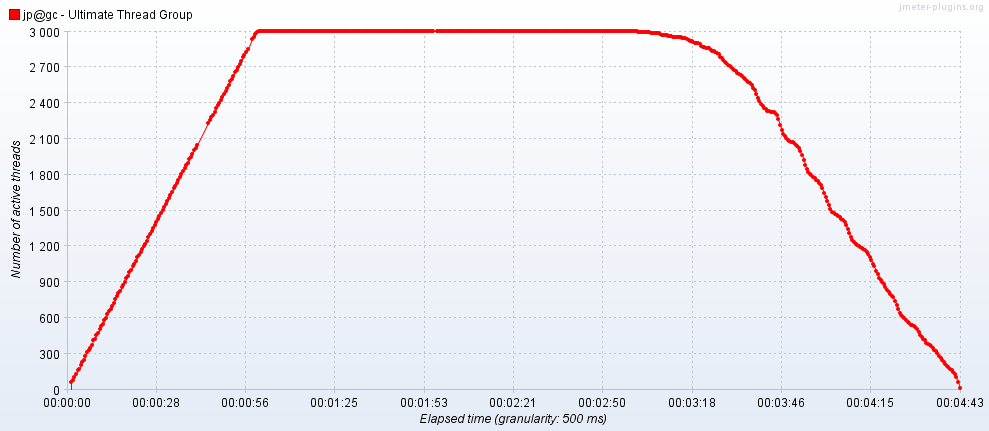 jmeter-plugins.org
jp@gc - Ultimate Thread Group
3 000
2 700
2 400
2 100
1 800
1 500
1 200
900
600
300
0
Number of active threads
00:00:00 00:00:28 00:00:56 00:01:25 00:01:53 00:02:21 00:02:50 00:03:18 00:03:46 00:04:15 00:04:43
Elapsed time (granularity: 500 ms)